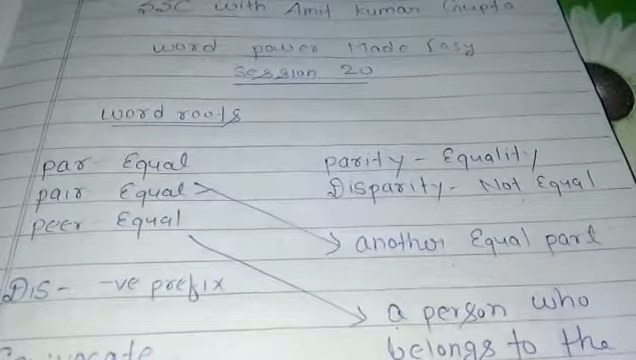 SSC with Amit Kumar Gupta
word power Made Easy
Session 20
word roots
par Equal
parity - Equality
pair Equal
Disparity - Not Equal
peer Equal
another Equal part
Dis- -ve prefix
a person who
belongs to the